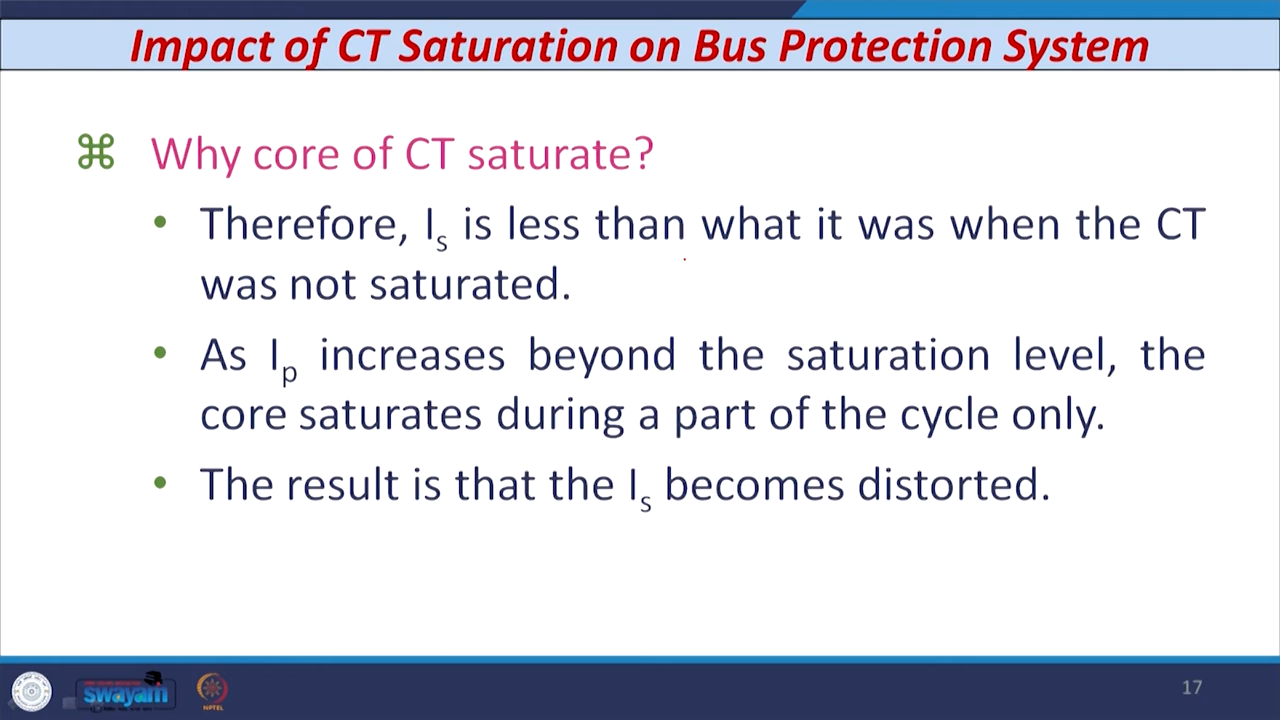 Impact of CT Saturation on Bus Protection System
⌘ Why core of CT saturate?
• Therefore, Iₛ is less than what it was when the CT
was not saturated.
• As Iₚ increases beyond the saturation level, the
core saturates during a part of the cycle only.
• The result is that the Iₛ becomes distorted.
swayam
NPTEL
17